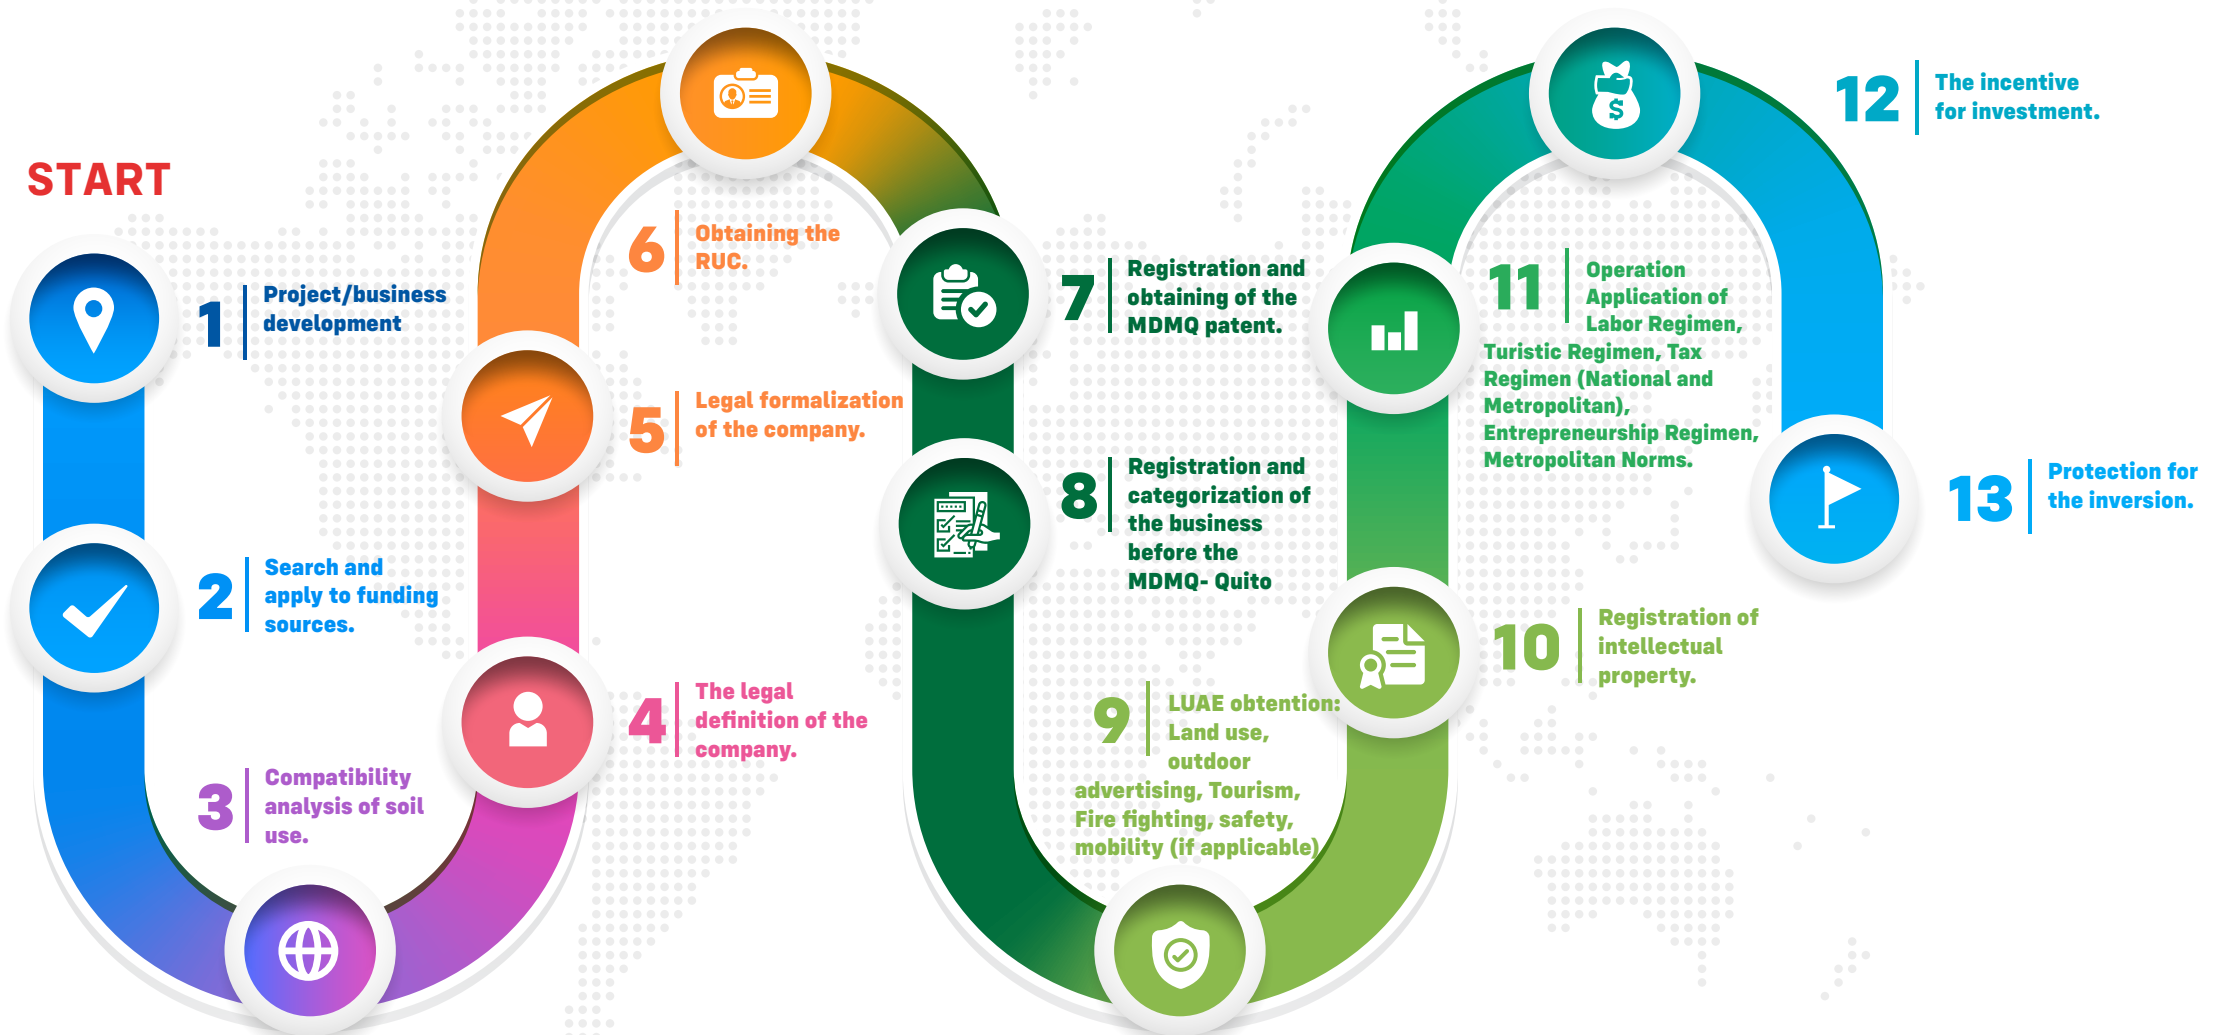 START
1
Project/business
development
2
Search and
apply to funding
sources.
3
Compatibility
analysis of soil
use.
4
The legal
definition of the
company.
5
Legal formalization
of the company.
6
Obtaining the
RUC.
7
Registration and
obtaining of the
MDMQ patent.
8
Registration and
categorization of
the business
before the
MDMQ- Quito
9
LUAE obtention:
Land use,
outdoor
advertising, Tourism,
Fire fighting, safety,
mobility (if applicable)
10
Registration of
intellectual
property.
11
Operation
Application of
Labor Regimen,
Turistic Regimen, Tax
Regimen (National and
Metropolitan),
Entrepreneurship Regimen,
Metropolitan Norms.
12
The incentive
for investment.
13
Protection for
the inversion.
$